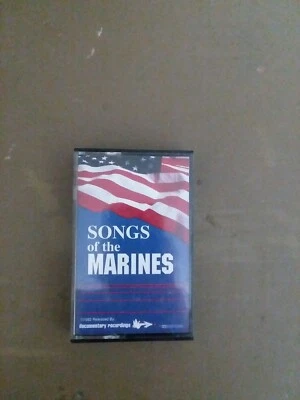 SONGS
of the
MARINES
Documentary recordings